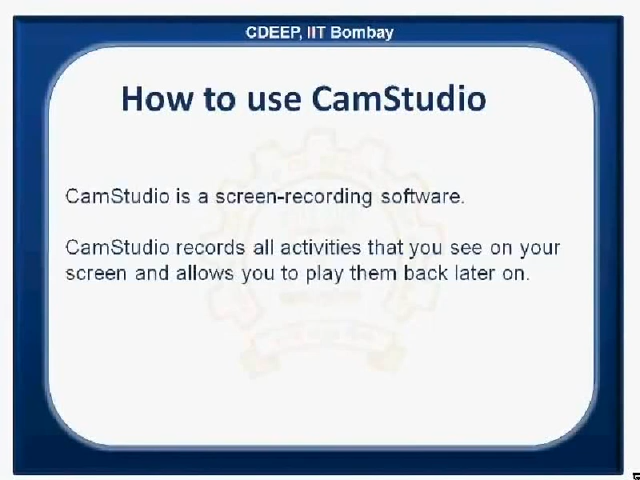 CDEEP, IIT Bombay
How to use CamStudio
CamStudio is a screen-recording software.
CamStudio records all activities that you see on your
screen and allows you to play them back later on.